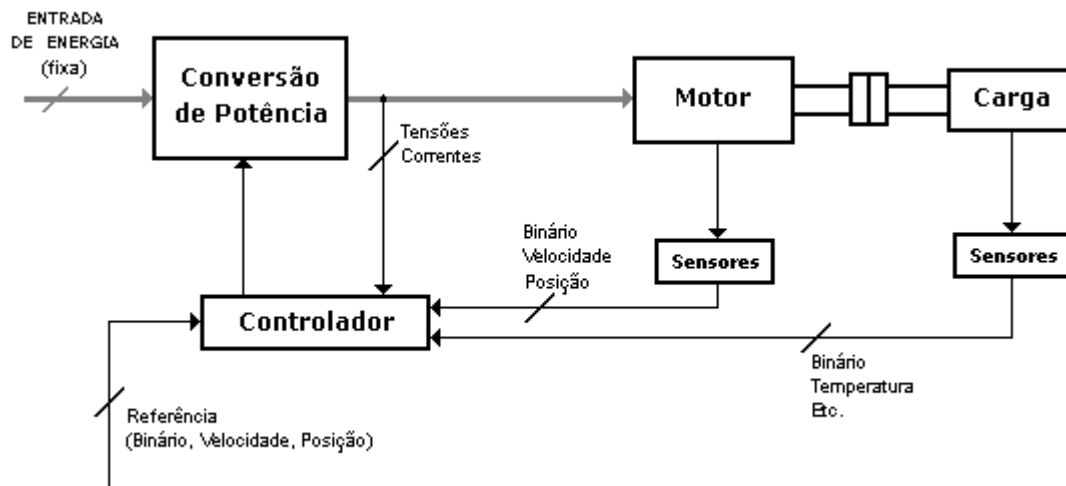 ENTRADA
DE ENERGIA
(fixa)
Conversão
de Potência
Motor
Carga
Tensões
Correntes
Binário
Velocidade
Posição
Sensores
Sensores
Controlador
Binário
Temperatura
Etc.
Referência
(Binário, Velocidade, Posição)